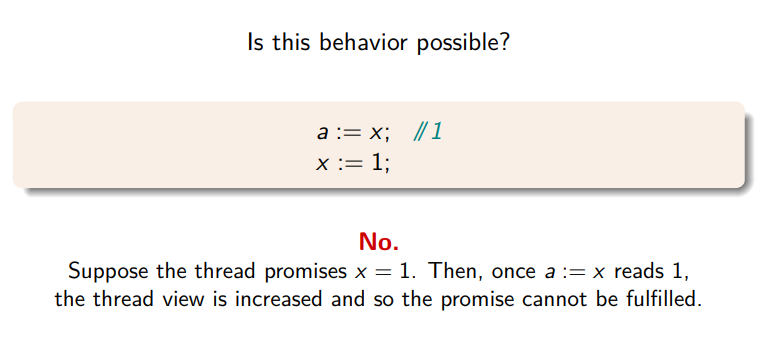 Is this behavior possible?
a := x; //1
x := 1;
No.
Suppose the thread promises x = 1. Then, once a := x reads 1,
the thread view is increased and so the promise cannot be fulfilled.